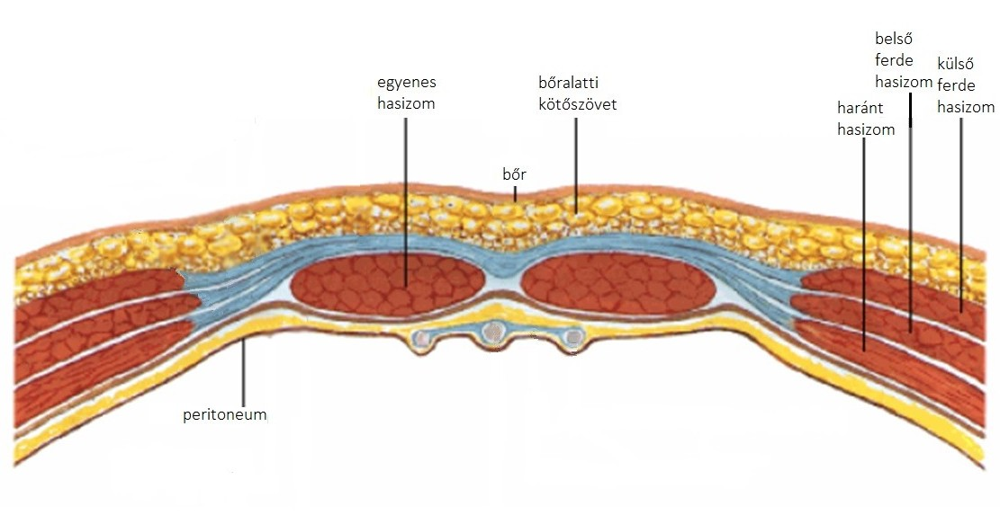 egyenes
hasizom
bőralatti
kötőszövet
bőr
haránt
hasizom
belső
ferde
hasizom
külső
ferde
hasizom
peritoneum